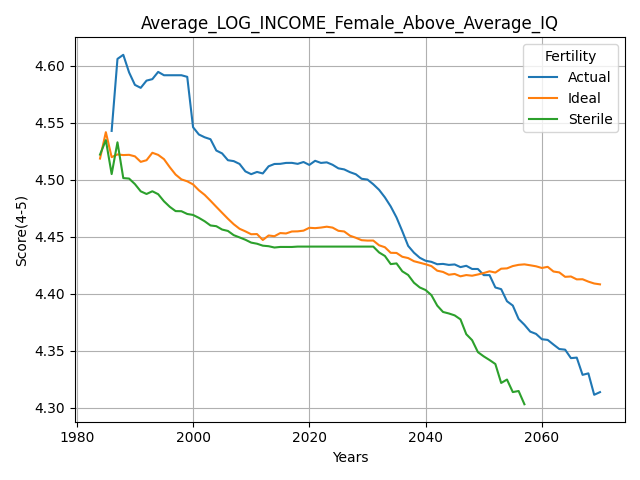 Average_LOG_INCOME_Female_Above_Average_IQ
Fertility
Actual
Ideal
Sterile
Score(4-5)
4.60
4.55
4.50
4.45
4.40
4.35
4.30
1980 2000 2020 2040 2060
Years